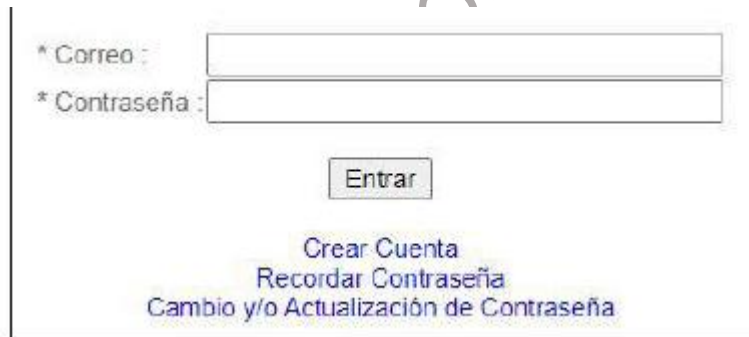 * Correo :
* Contraseña :
Entrar
Crear Cuenta
Recordar Contraseña
Cambio y/o Actualización de Contraseña